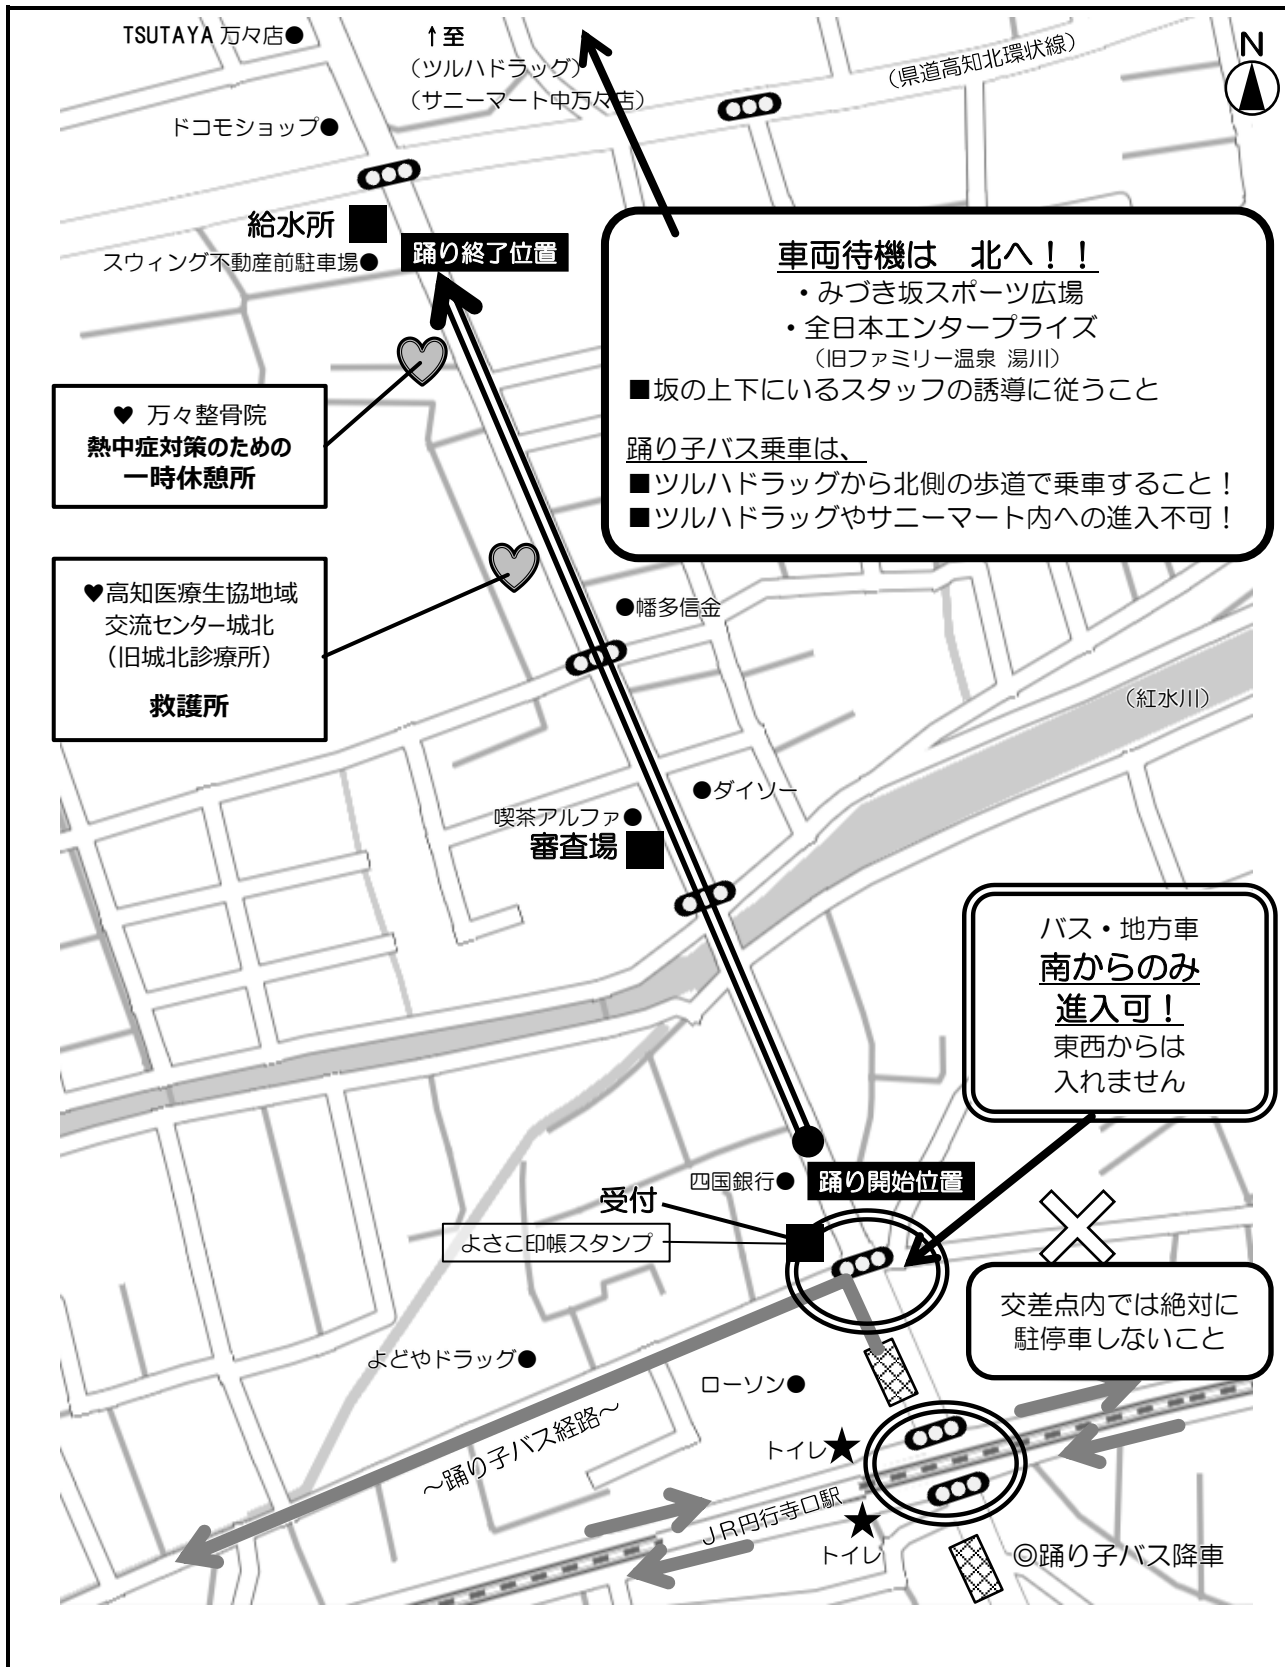 TSUTAYA 万々店●
↑至
（ツルハドラッグ）
（サニーマート中万々店）
（県道高知北環状線）
N
ドコモショップ●
給水所 ■
スウィング不動産前駐車場●
踊り終了位置
車両待機は　北へ！！
・みづき坂スポーツ広場
・全日本エンタープライズ
（旧ファミリー温泉 湯川）
■坂の上下にいるスタッフの誘導に従うこと
踊り子バス乗車は、
■ツルハドラッグから北側の歩道で乗車すること！
■ツルハドラッグやサニーマート内への進入不可！
♥ 万々整骨院
熱中症対策のための
一時休憩所
♥高知医療生協地域
交流センター城北
（旧城北診療所）
救護所
●幡多信金
（紅水川）
●ダイソー
喫茶アルファ●
審査場 ■
バス・地方車
南からのみ
進入可！
東西からは
入れません
四国銀行●
踊り開始位置
受付
よさこ印帳スタンプ
交差点内では絶対に
駐停車しないこと
よどやドラッグ●
ローソン●
～踊り子バス経路～
トイレ★
ＪＲ円行寺口駅
★
トイレ
◎踊り子バス降車